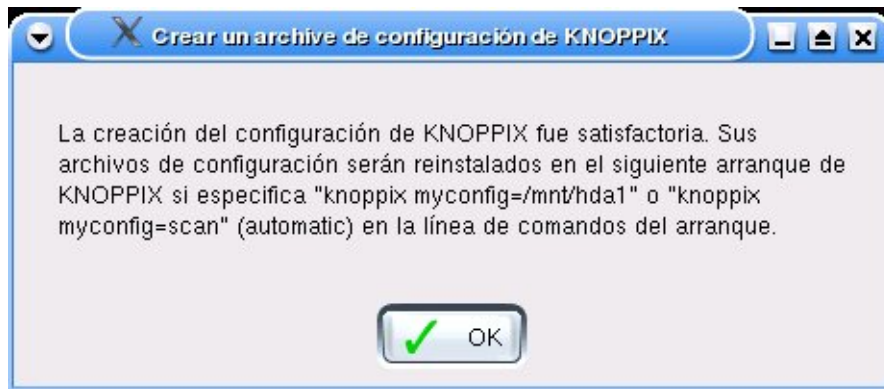 Crear un archive de configuración de KNOPPIX
La creación del configuración de KNOPPIX fue satisfactoria. Sus
archivos de configuración serán reinstalados en el siguiente arranque de
KNOPPIX si especifica "knoppix myconfig=/mnt/hda1" o "knoppix
myconfig=scan" (automatic) en la línea de comandos del arranque.
OK